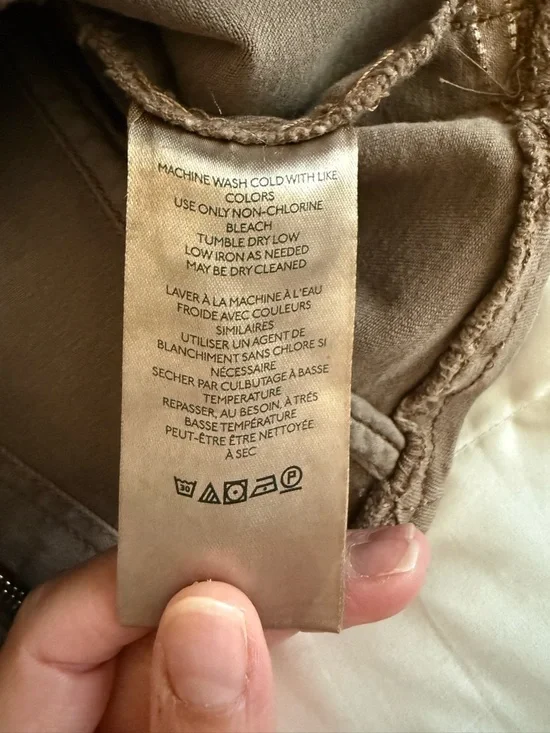 MACHINE WASH COLD WITH LIKE
COLORS
USE ONLY NON-CHLORINE
BLEACH
TUMBLE DRY LOW
LOW IRON AS NEEDED
MAY BE DRY CLEANED
LAVER À LA MACHINE À L'EAU
FROIDE AVEC COULEURS
SIMILAIRES
UTILISER UN AGENT DE
BLANCHIMENT SANS CHLORE SI
NÉCESSAIRE
SECHER PAR CULBUTAGE À BASSE
TEMPERATURE
REPASSER, AU BESOIN, À TRÉS
BASSE TEMPÉRATURE
PEUT-ÊTRE ÊTRE NETTOYÉE
À SEC
30 P